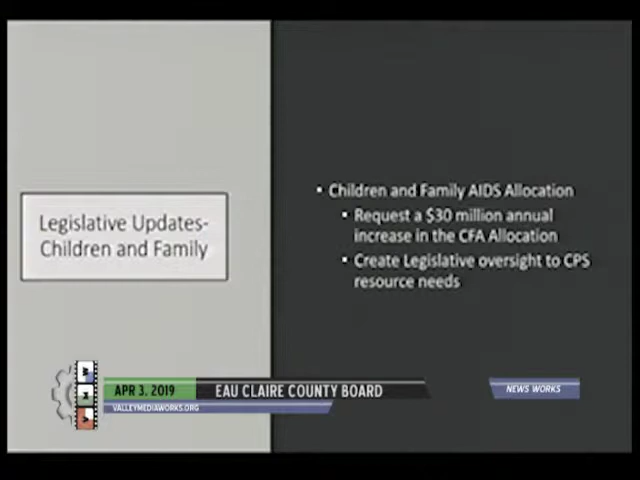 Legislative Updates-
Children and Family
▪ Children and Family AIDS Allocation
▪ Request a $30 million annual
increase in the CFA Allocation
▪ Create Legislative oversight to CPS
resource needs
APR 3, 2019
EAU CLAIRE COUNTY BOARD
NEWS WORKS
VALLEYMEDIAWORKS.ORG